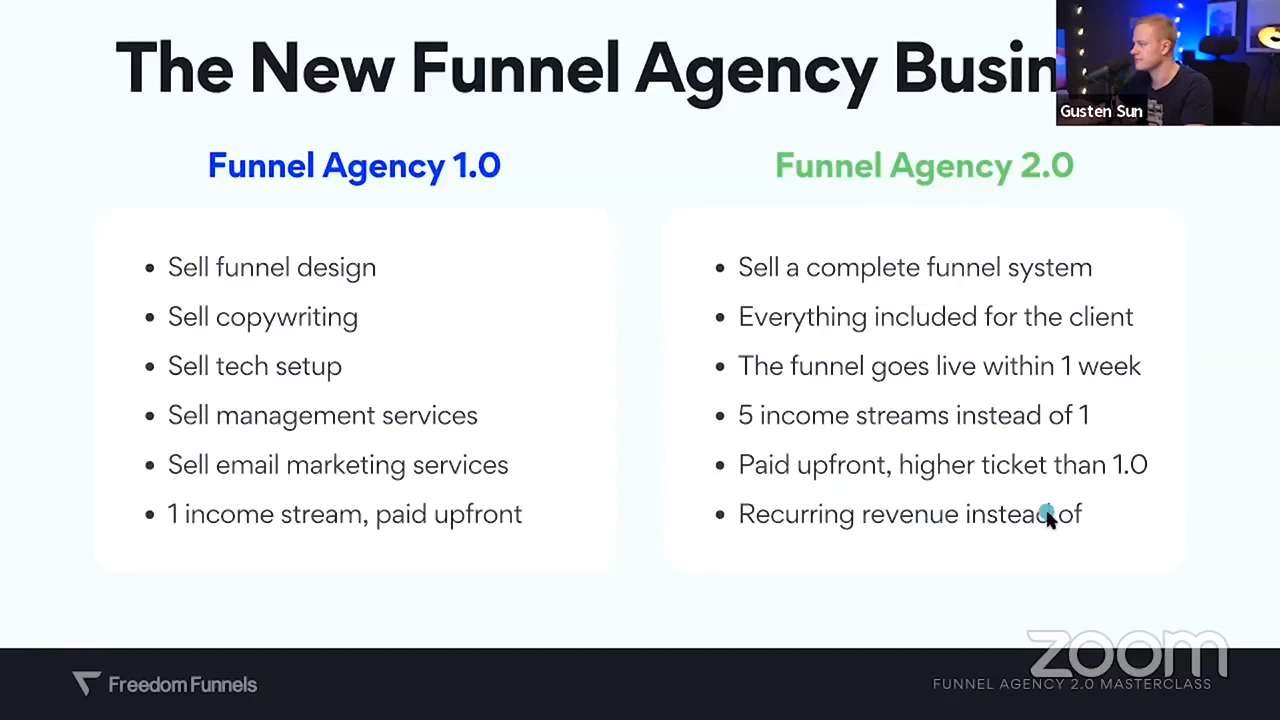 The New Funnel Agency Busin
Gusten Sun
Funnel Agency 1.0
• Sell funnel design
• Sell copywriting
• Sell tech setup
• Sell management services
• Sell email marketing services
• 1 income stream, paid upfront
Funnel Agency 2.0
• Sell a complete funnel system
• Everything included for the client
• The funnel goes live within 1 week
• 5 income streams instead of 1
• Paid upfront, higher ticket than 1.0
• Recurring revenue instead of
Freedom Funnels
zoom
FUNNEL AGENCY 2.0 MASTERCLASS